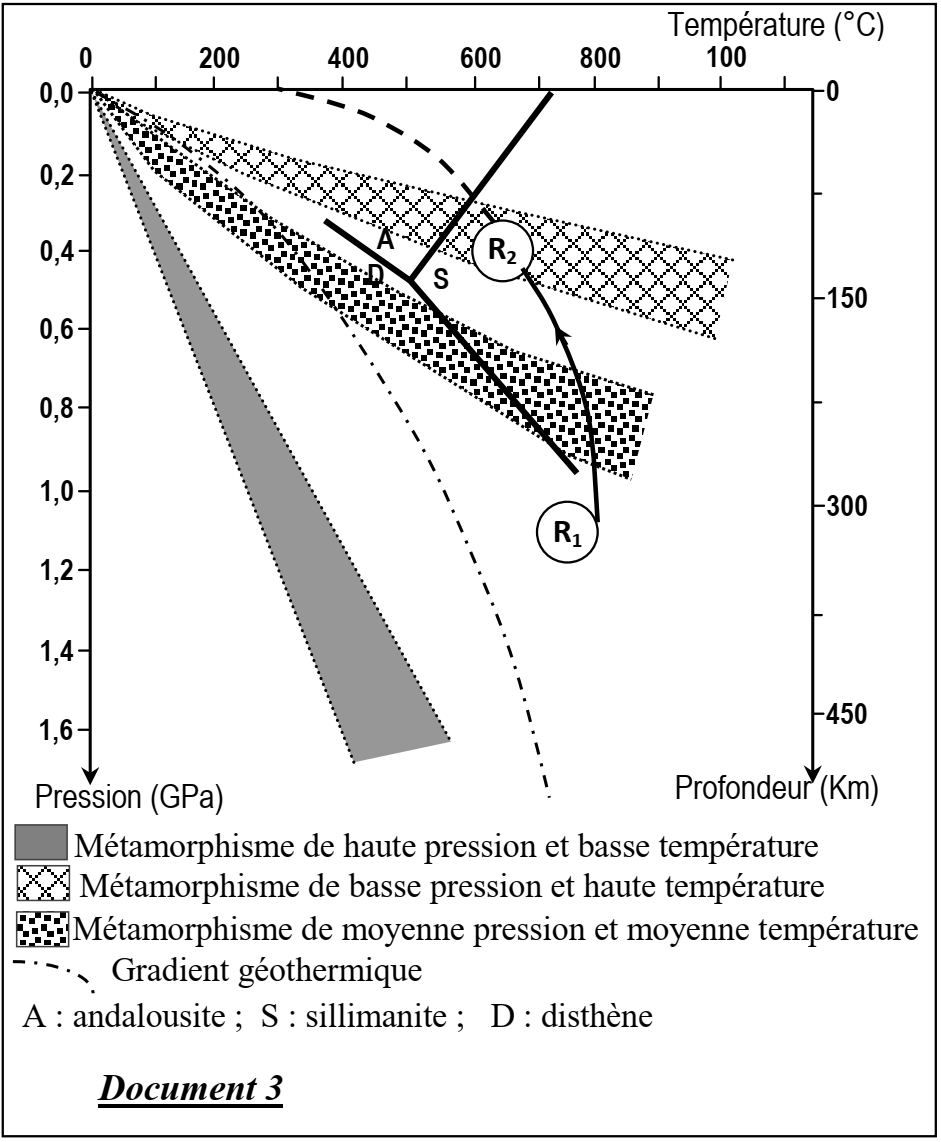 Température (°C)
0 200 400 600 800 100
0,0 0
0,2
A
R2
0,4
D S
150
0,6
0,8
1,0
300
R1
1,2
1,4
450
1,6
Pression (GPa) Profondeur (Km)
Métamorphisme de haute pression et basse température
Métamorphisme de basse pression et haute température
Métamorphisme de moyenne pression et moyenne température
Gradient géothermique
A : andalousite ; S : sillimanite ; D : disthène
Document 3